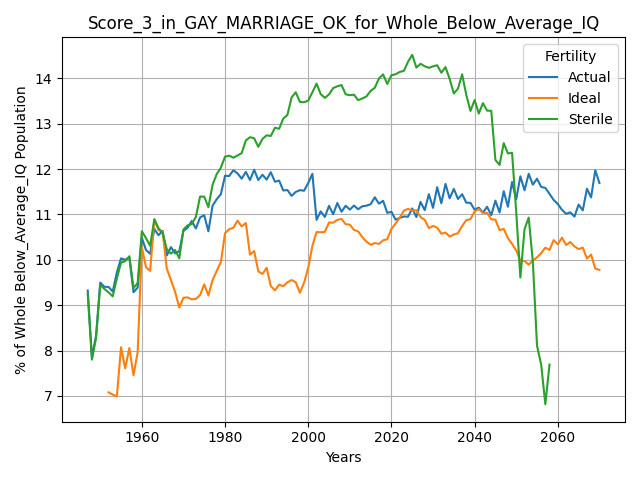 Score_3_in_GAY_MARRIAGE_OK_for_Whole_Below_Average_IQ
% of Whole Below_Average_IQ Population
14
13
12
11
10
9
8
7
Fertility
Actual
Ideal
Sterile
1960
1980
2000
2020
2040
2060
Years